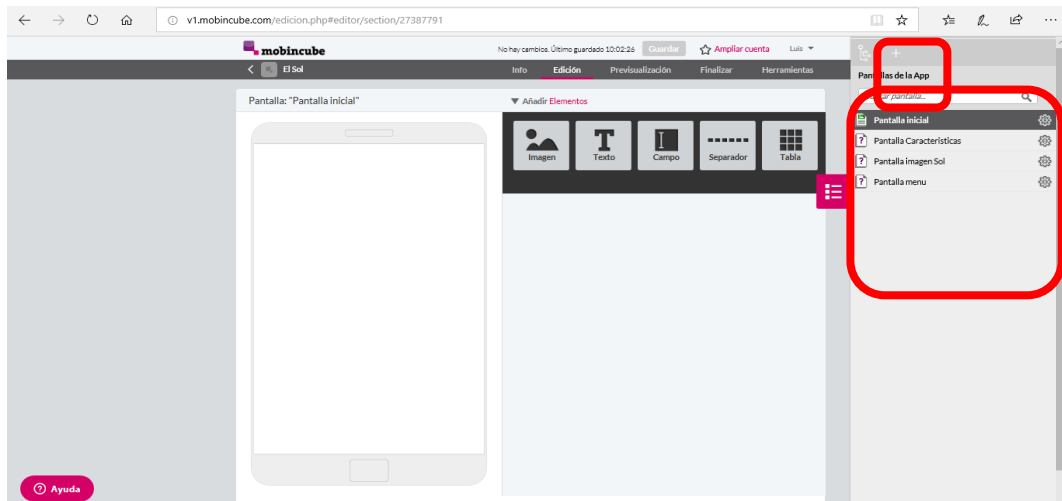 v1.mobincube.com/edicion.php#editor/section/27387791
mobincube
No hay cambios. Último guardado 10:02:26 Guardar Ampliar cuenta Luis
El Sol
Info Edición Previsualización Finalizar Herramientas
Pantallas de la App
pantalla...
Pantalla: "Pantalla inicial"
Añadir Elementos
Imagen Texto Campo Separador Tabla
Pantalla inicial
Pantalla Caracteristicas
Pantalla imagen Sol
Pantalla menu
Ayuda